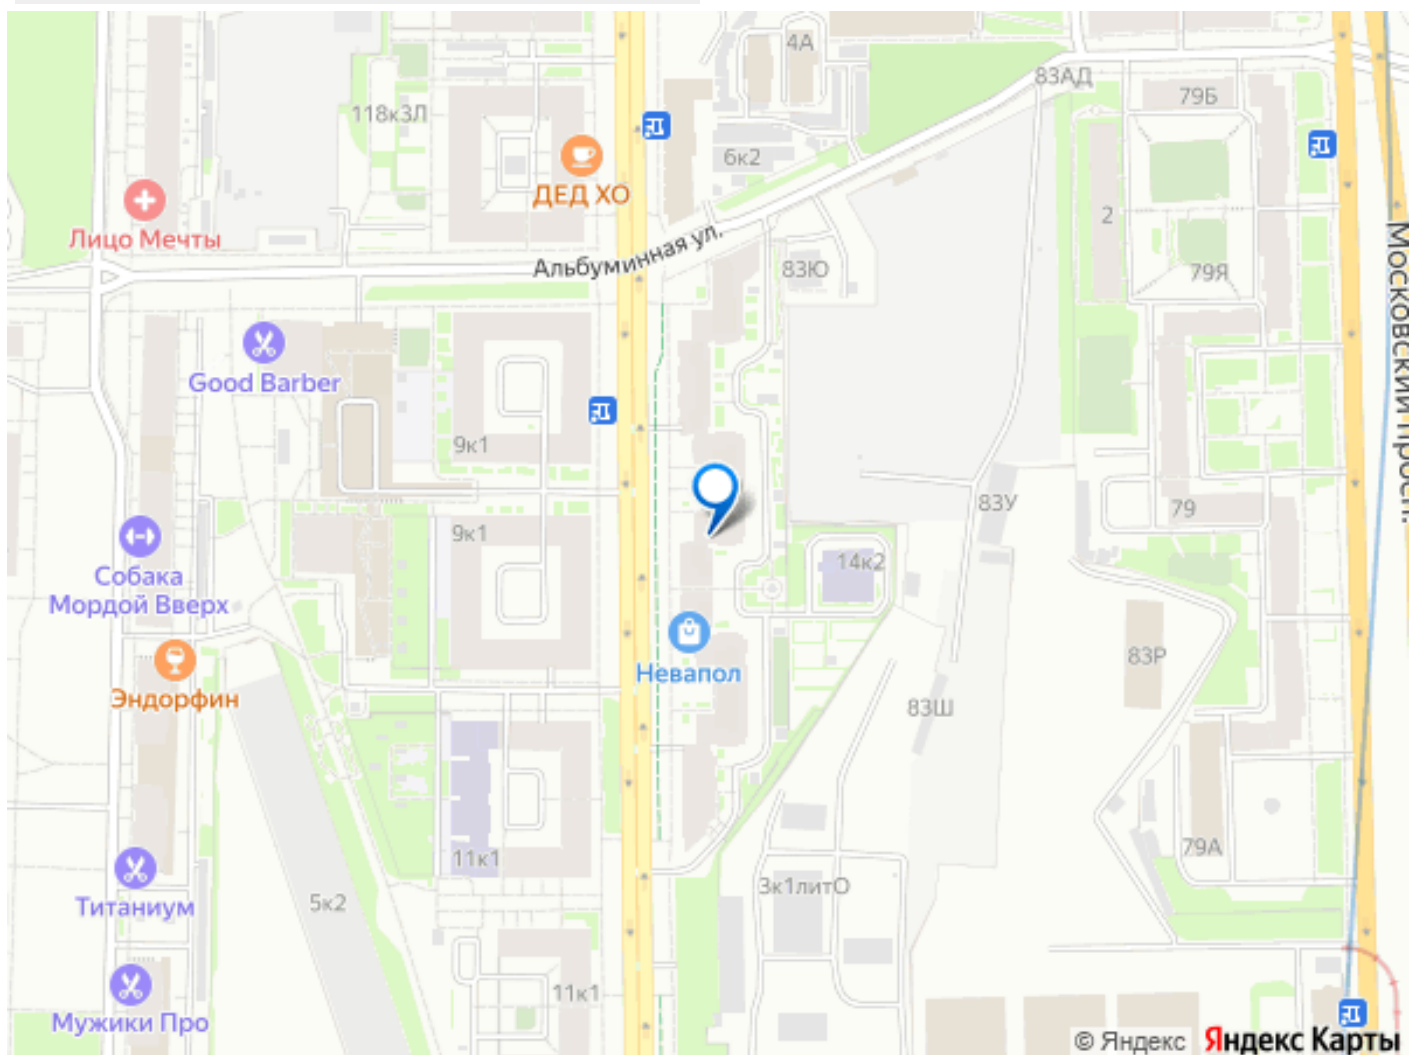 4А
83АД
79Б
118к3Л
6к2
ДЕД ХО
2
Лицо Мечты
Альбуминная ул.
83Ю
79Я
Московский просп.
Good Barber
9к1
83У
79
9к1
14к2
Собака
Мордой Вверх
Невапол
83Р
Эндорфин
83Ш
79А
11к1
3к1литО
Титаниум
5к2
11к1
Мужики Про
© Яндекс Яндекс Карты